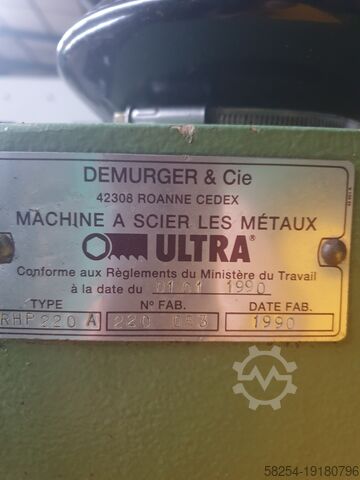 DEMURGER & Cie
42308 ROANNE CEDEX
MACHINE A SCIER LES MÉTAUX
ULTRA®
Conforme aux Règlements du Ministère du Travail
à la date du 01 01 1990
TYPE N° FAB. DATE FAB.
RHP 220 A 220 053 1990
58254-19180796